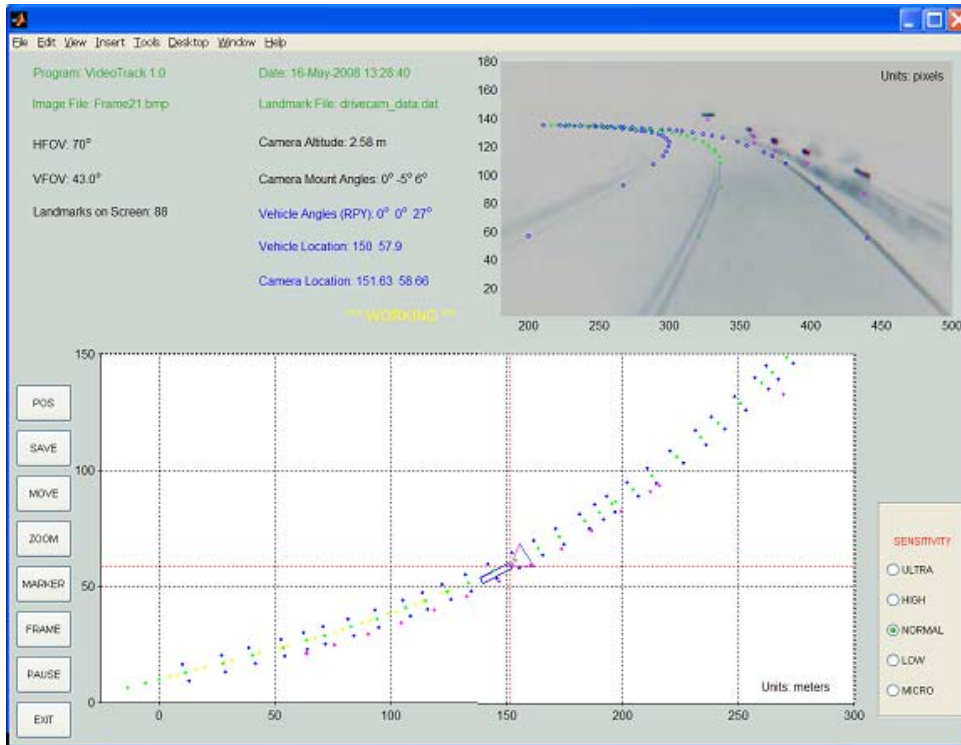 File Edit View Insert Tools Desktop Window Help
Program: VideoTrack 1.0
Date: 16-May-2008 13:28:40
Image File: Frame21.bmp
Landmark File: drivecam_data.dat
HFOV: 70°
Camera Altitude: 2.58 m
VFOV: 43.0°
Camera Mount Angles: 0° -5° 6°
Landmarks on Screen: 88
Vehicle Angles (RPY): 0° 0° 27°
Vehicle Location: 150 57.9
Camera Location: 151.63 58.66
*** WORKING ***
Units: pixels
180
160
140
120
100
80
60
40
20
200 250 300 350 400 450 500
POS
SAVE
MOVE
ZOOM
MARKER
FRAME
PAUSE
EXIT
150
100
50
0
0 50 100 150 200 250 300
Units: meters
SENSITIVITY
ULTRA
HIGH
NORMAL
LOW
MICRO